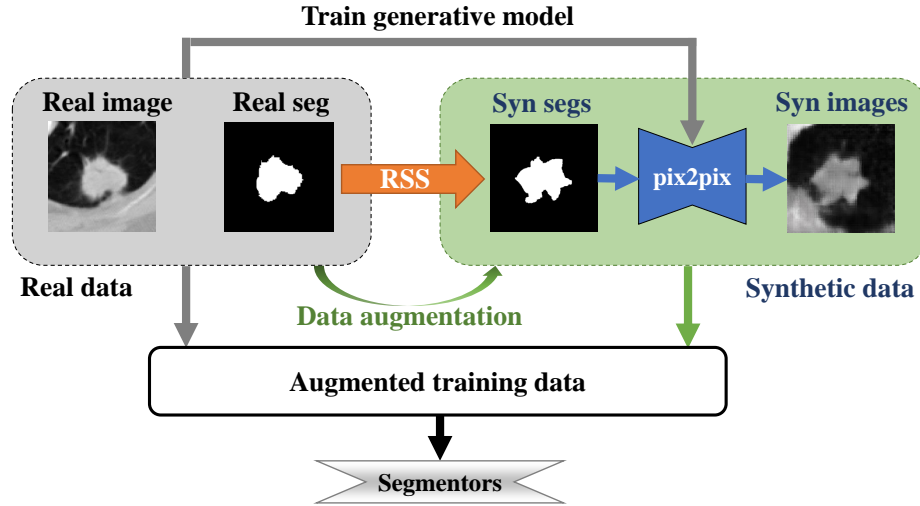 Train generative model
Real image
Real seg
Syn segs
Syn images
RSS
pix2pix
Real data
Synthetic data
Data augmentation
Augmented training data
Segmentors